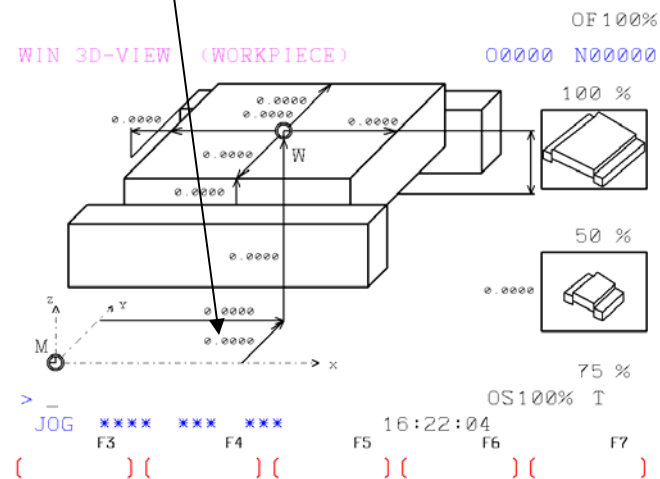 OF100%
WIN 3D-VIEW (WORKPIECE) O0000 N00000
100 %
0.0000
0.0000
0.0000
0.0000
0.0000
W
0.0000
50 %
0.0000
0.0000
Z
Y
0.0000
0.0000
M
X
75 %
> _
OS100% T
JOG **** *** *** 16:22:04
F3 F4 F5 F6 F7
( )( )( )( )( )